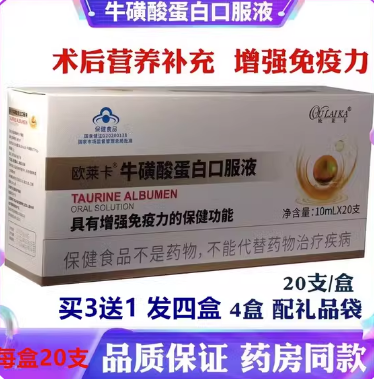 牛磺酸蛋白口服液
术后营养补充 增强免疫力
保健食品
OULAIKA
欧莱卡 牛磺酸蛋白口服液
TAURINE ALBUMEN
ORAL SOLUTION
具有增强免疫力的保健功能
净含量:10mLX20支
保健食品不是药物,不能代替药物治疗疾病
20支/盒
买3送1 发四盒 4盒 配礼品袋
每盒20支
品质保证 药房同款